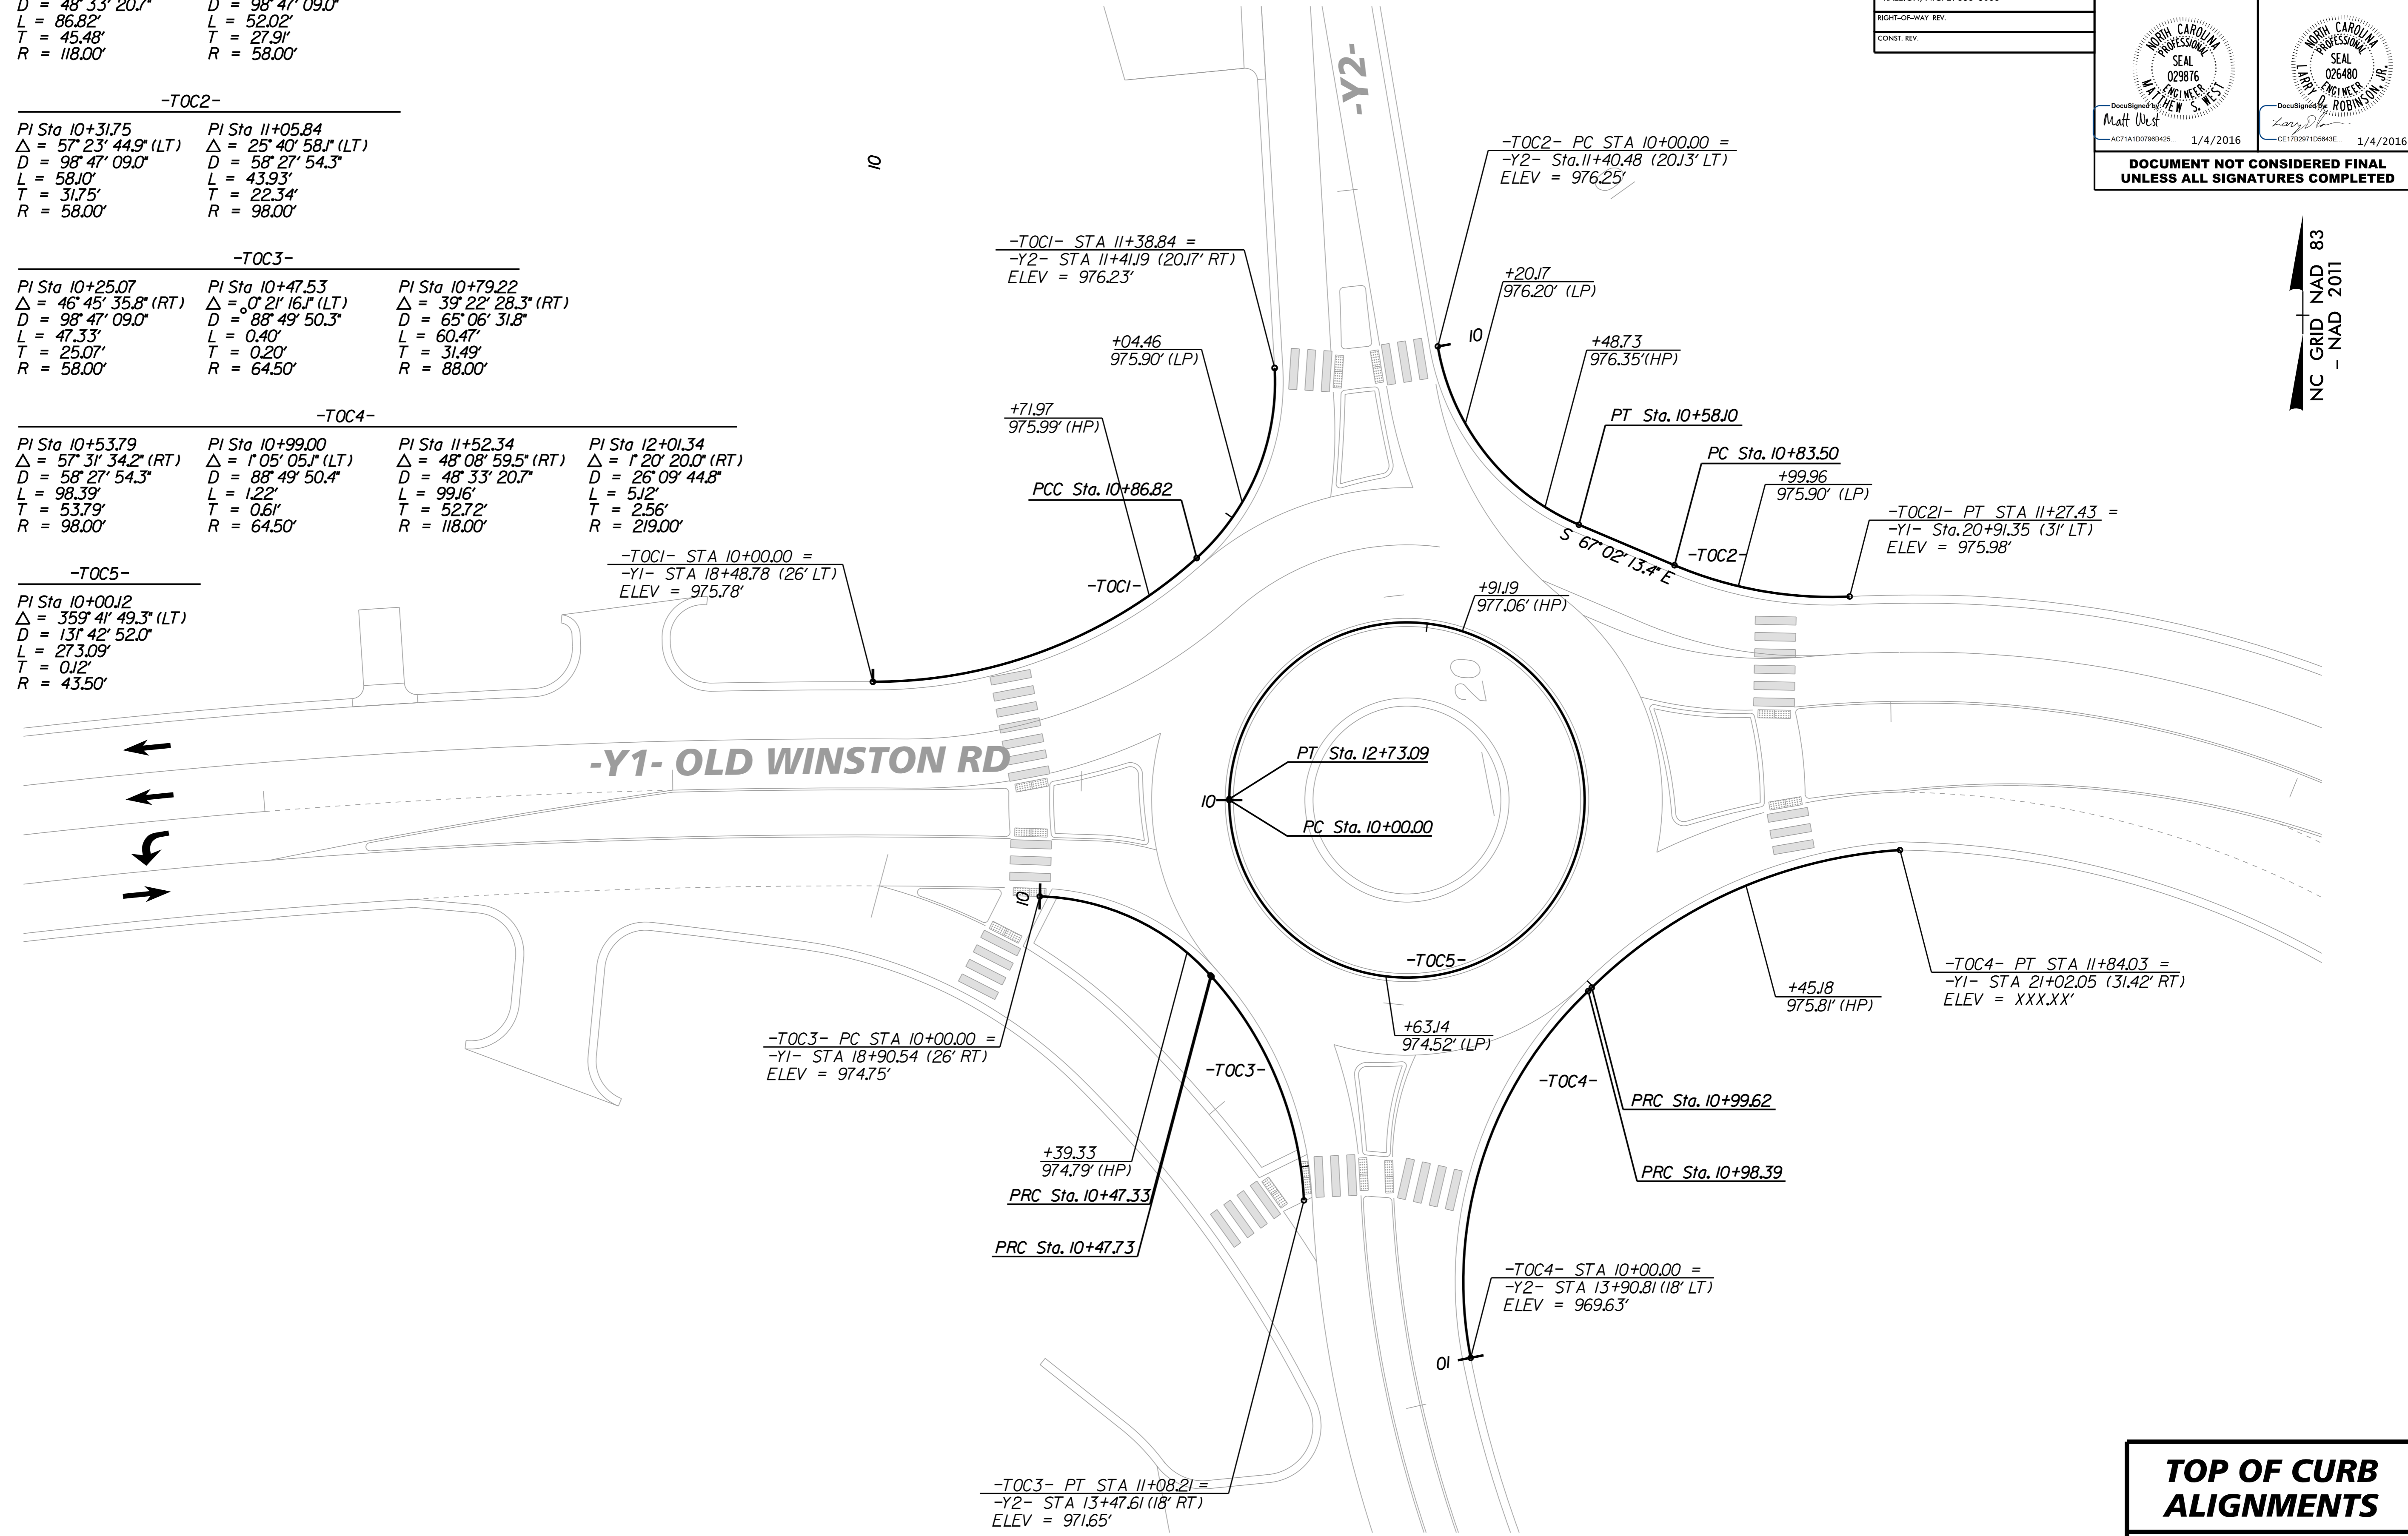 D = 48° 33' 20.7" D = 98° 47' 09.0"
L = 86.82' L = 52.02'
T = 45.48' T = 27.91'
R = 118.00' R = 58.00'
-TOC2-
PI Sta 10+31.75 PI Sta 11+05.84
Δ = 57° 23' 44.9" (LT) Δ = 25° 40' 58.1" (LT)
D = 98° 47' 09.0" D = 58° 27' 54.3"
L = 58.10' L = 43.93'
T = 31.75' T = 22.34'
R = 58.00' R = 98.00'
-TOC3-
PI Sta 10+25.07 PI Sta 10+47.53 PI Sta 10+79.22
Δ = 46° 45' 35.8" (RT) Δ = 0° 21' 16.1" (LT) Δ = 39° 22' 28.3" (RT)
D = 98° 47' 09.0" D = 88° 49' 50.3" D = 65° 06' 31.8"
L = 47.33' L = 0.40' L = 60.47'
T = 25.07' T = 0.20' T = 31.49'
R = 58.00' R = 64.50' R = 88.00'
-TOC4-
PI Sta 10+53.79 PI Sta 10+99.00 PI Sta 11+52.34 PI Sta 12+01.34
Δ = 57° 31' 34.2" (RT) Δ = 1° 05' 05.1" (LT) Δ = 48° 08' 59.5" (RT) Δ = 1° 20' 20.0" (RT)
D = 58° 27' 54.3" D = 88° 49' 50.4" D = 48° 33' 20.7" D = 26° 09' 44.8"
L = 98.39' L = 1.22' L = 99.16' L = 5.12'
T = 53.79' T = 0.61' T = 52.72' T = 2.56'
R = 98.00' R = 64.50' R = 118.00' R = 219.00'
-TOC5-
PI Sta 10+00.12
Δ = 359° 41' 49.3" (LT)
D = 131° 42' 52.0"
L = 273.09'
T = 0.12'
R = 43.50'
RIGHT-OF-WAY REV.
CONST. REV.
NORTH CAROLINA
PROFESSIONAL
SEAL
029876
ENGINEER
MATTHEW S. WEST
DocuSigned by:
Matt West
AC71A1D0796B425...
1/4/2016
NORTH CAROLINA
PROFESSIONAL
SEAL
026480
ENGINEER
LARRY D. ROBINSON, JR.
DocuSigned by:
CE17B2971D5643E...
1/4/2016
DOCUMENT NOT CONSIDERED FINAL
UNLESS ALL SIGNATURES COMPLETED
NC GRID NAD 83
- NAD 2011
-Y2-
10
-TOC2- PC STA 10+00.00 =
-Y2- Sta.11+40.48 (20.13' LT)
ELEV = 976.25'
-TOC1- STA 11+38.84 =
-Y2- STA 11+41.19 (20.17' RT)
ELEV = 976.23'
+20.17
976.20' (LP)
10
+04.46
975.90' (LP)
+48.73
976.35' (HP)
+71.97
975.99' (HP)
PT Sta. 10+58.10
PC Sta. 10+83.50
+99.96
975.90' (LP)
PCC Sta. 10+86.82
-TOC21- PT STA 11+27.43 =
-Y1- Sta.20+91.35 (31' LT)
ELEV = 975.98'
S 67° 02' 13.4" E
-TOC2-
-TOC1- STA 10+00.00 =
-Y1- STA 18+48.78 (26' LT)
ELEV = 975.78'
-TOC1-
+91.19
977.06' (HP)
20
-Y1- OLD WINSTON RD
PT Sta. 12+73.09
10
PC Sta. 10+00.00
10
-TOC5-
+63.14
974.52' (LP)
+45.18
975.81' (HP)
-TOC4- PT STA 11+84.03 =
-Y1- STA 21+02.05 (31.42' RT)
ELEV = XXX.XX'
-TOC3- PC STA 10+00.00 =
-Y1- STA 18+90.54 (26' RT)
ELEV = 974.75'
-TOC3-
-TOC4-
PRC Sta. 10+99.62
PRC Sta. 10+98.39
+39.33
974.79' (HP)
PRC Sta. 10+47.33
PRC Sta. 10+47.73
-TOC4- STA 10+00.00 =
-Y2- STA 13+90.81 (18' LT)
ELEV = 969.63'
10
-TOC3- PT STA 11+08.21 =
-Y2- STA 13+47.61 (18' RT)
ELEV = 971.65'
TOP OF CURB
ALIGNMENTS